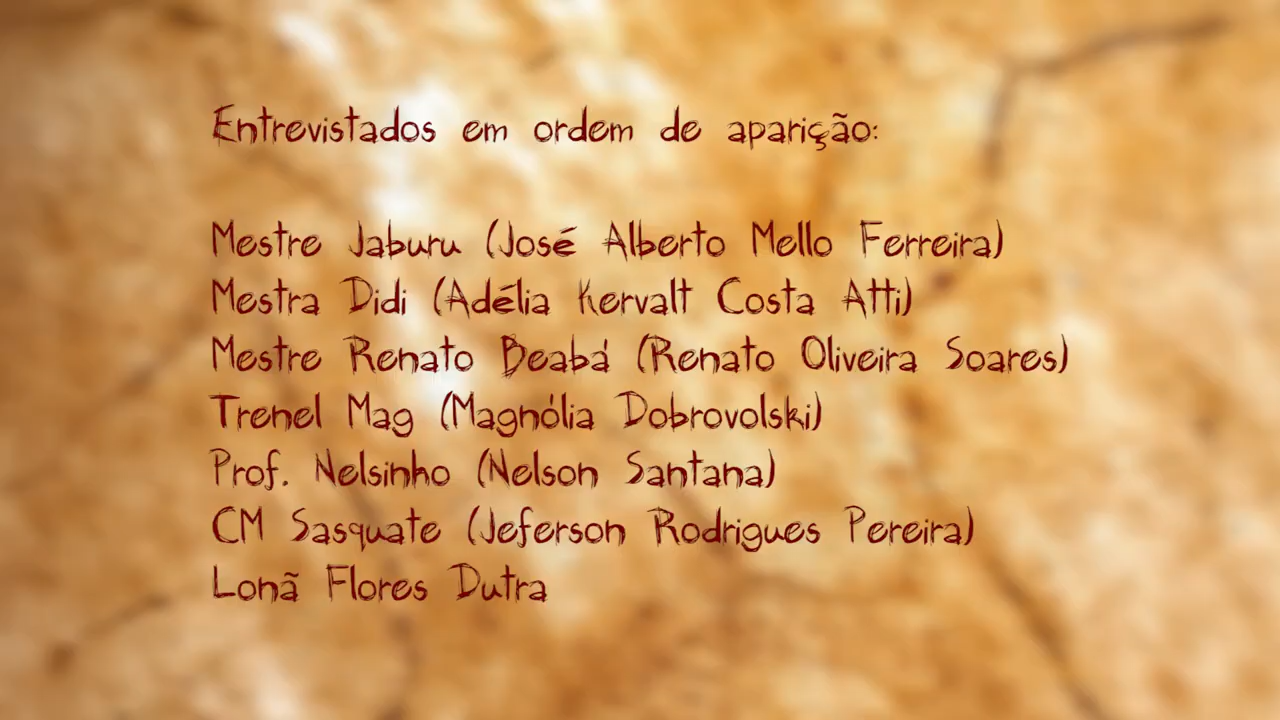 Entrevistados em ordem de aparição:
Mestre Jaburu (José Alberto Mello Ferreira)
Mestra Didi (Adélia Kervalt Costa Atti)
Mestre Renato Beabá (Renato Oliveira Soares)
Trenel Mag (Magnólia Dobrovolski)
Prof. Nelsinho (Nelson Santana)
CM Sasquate (Jeferson Rodrigues Pereira)
Lonã Flores Dutra